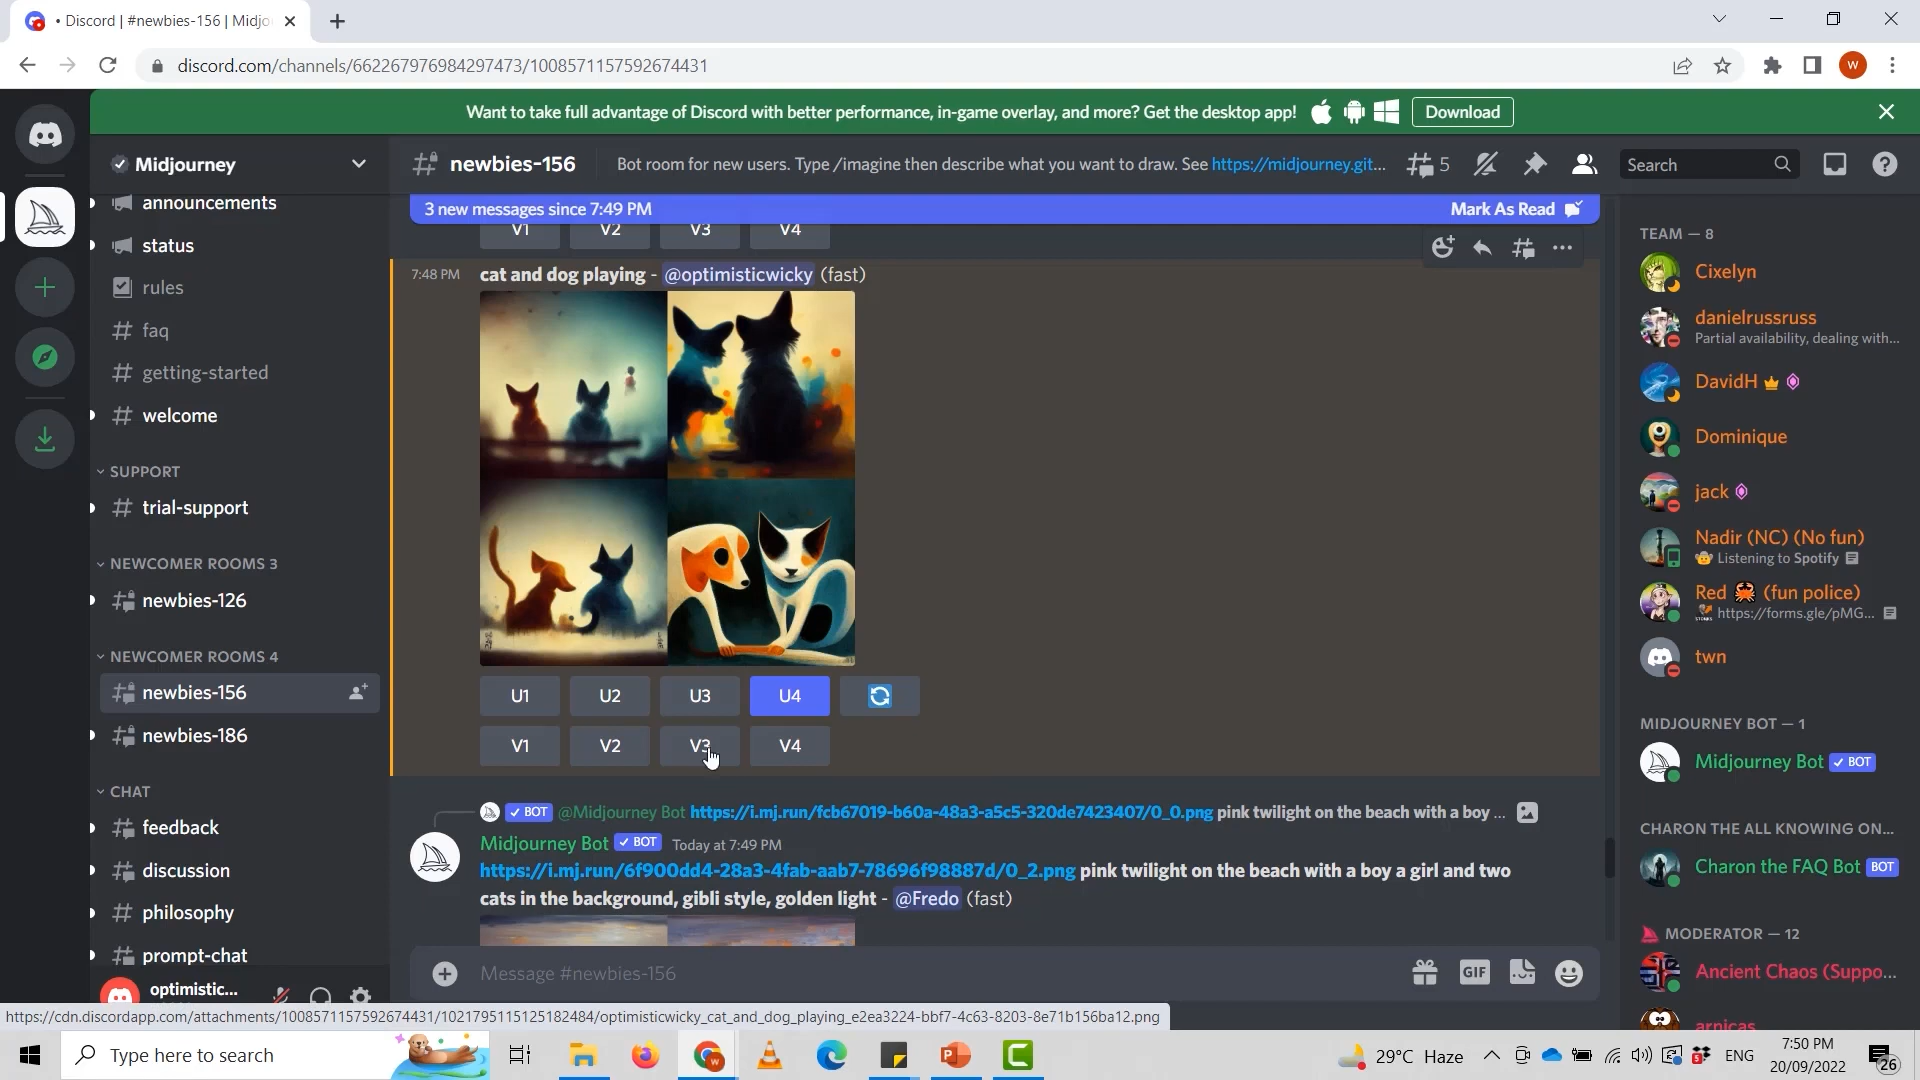 • Discord | #newbies-156 | Midjo
discord.com/channels/662267976984297473/1008571157592674431
W
Want to take full advantage of Discord with better performance, in-game overlay, and more? Get the desktop app!
Download
Midjourney
newbies-156
Bot room for new users. Type /imagine then describe what you want to draw. See https://midjourney.git...
5
Search
announcements
status
rules
faq
getting-started
welcome
SUPPORT
trial-support
NEWCOMER ROOMS 3
newbies-126
NEWCOMER ROOMS 4
newbies-156
newbies-186
CHAT
feedback
discussion
philosophy
prompt-chat
optimistic...
3 new messages since 7:49 PM
Mark As Read
V1 V2 V3 V4
7:48 PM cat and dog playing - @optimisticwicky (fast)
U1 U2 U3 U4
V1 V2 V3 V4
BOT @Midjourney Bot https://i.mj.run/fcb67019-b60a-48a3-a5c5-320de7423407/0_0.png pink twilight on the beach with a boy ...
Midjourney Bot BOT Today at 7:49 PM
https://i.mj.run/6f900dd4-28a3-4fab-aab7-78696f98887d/0_2.png pink twilight on the beach with a boy a girl and two
cats in the background, gibli style, golden light - @Fredo (fast)
Message #newbies-156
GIF
TEAM — 8
Cixelyn
danielrussruss
Partial availability, dealing with...
DavidH
Dominique
jack
Nadir (NC) (No fun)
Listening to Spotify
Red (fun police)
https://forms.gle/pMG...
twn
MIDJOURNEY BOT — 1
Midjourney Bot BOT
CHARON THE ALL KNOWING ON...
Charon the FAQ Bot BOT
MODERATOR — 12
Ancient Chaos (Suppo...
arnicas
https://cdn.discordapp.com/attachments/1008571157592674431/1021795115125182484/optimisticwicky_cat_and_dog_playing_e2ea3224-bbf7-4c63-8203-8e71b156ba12.png
Type here to search
29°C Haze
ENG
7:50 PM
20/09/2022
26